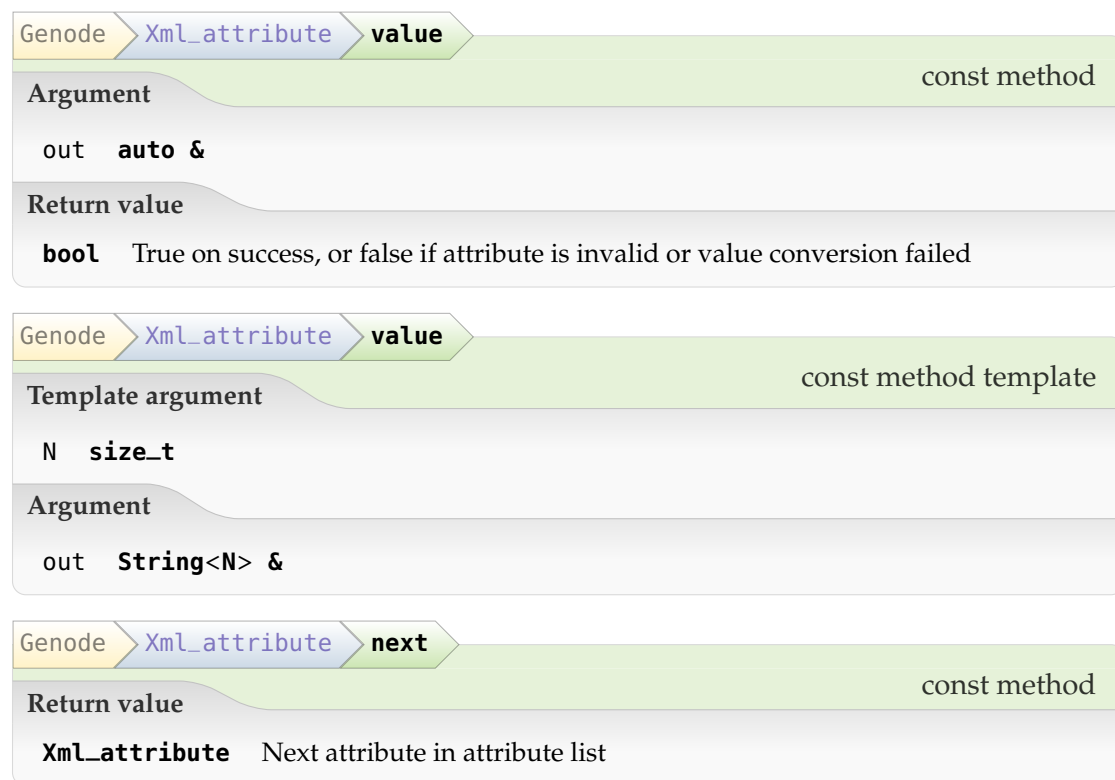 Genode Xml_attribute value
const method
Argument
out auto &
Return value
bool True on success, or false if attribute is invalid or value conversion failed
Genode Xml_attribute value
const method template
Template argument
N size_t
Argument
out String<N> &
Genode Xml_attribute next
const method
Return value
Xml_attribute Next attribute in attribute list